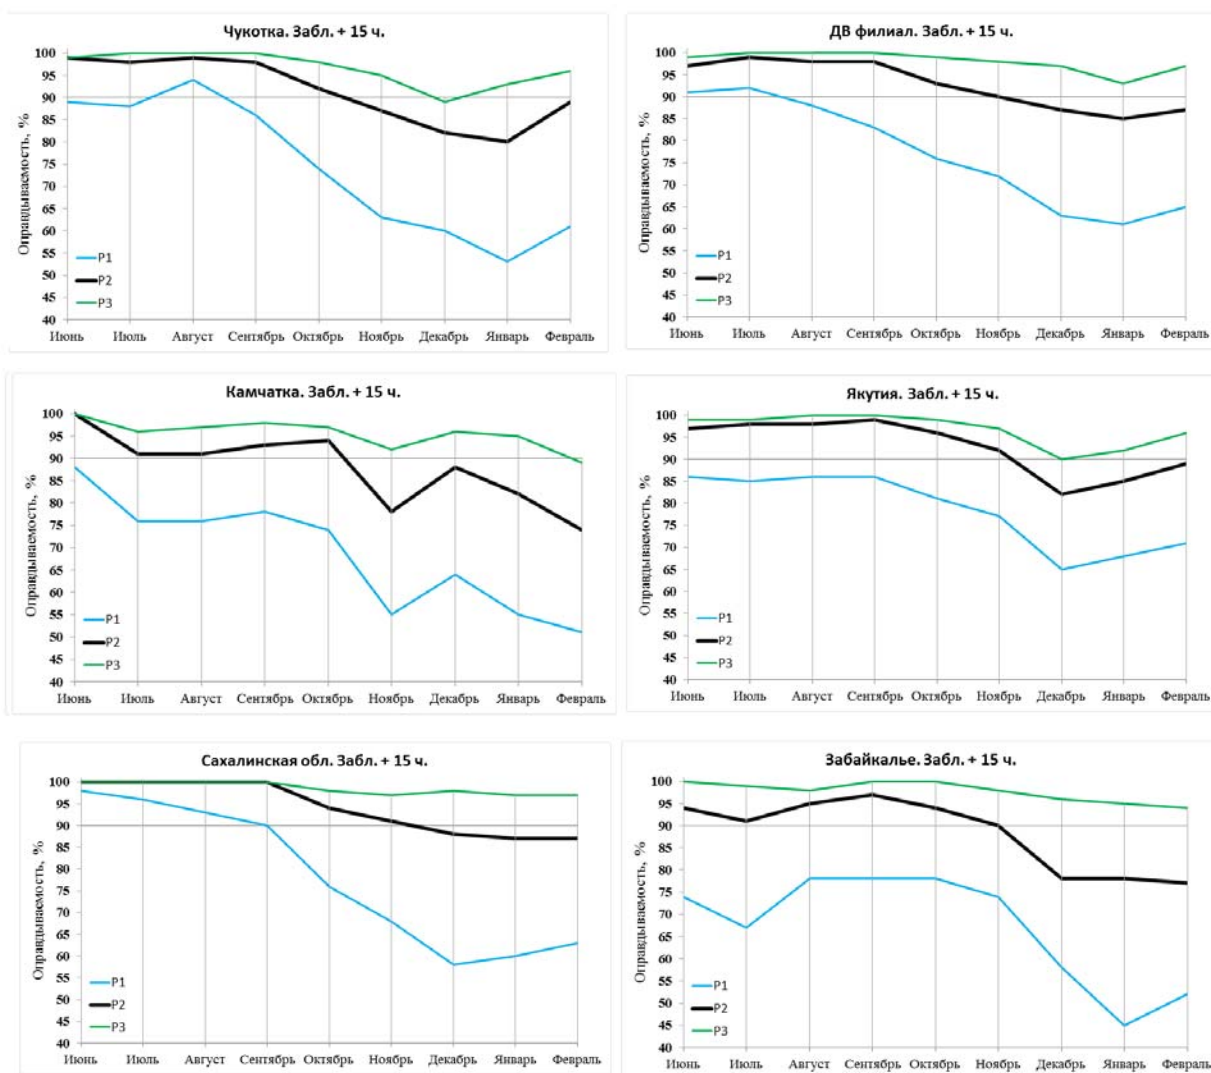 Чукотка. Забл. + 15 ч.
Оправдываемость, %
100
95
90
85
80
75
70
65
60
55
50
45
40
P1
P2
P3
Июнь Июль Август Сентябрь Октябрь Ноябрь Декабрь Январь Февраль
ДВ филиал. Забл. + 15 ч.
Оправдываемость, %
100
95
90
85
80
75
70
65
60
55
50
45
40
P1
P2
P3
Июнь Июль Август Сентябрь Октябрь Ноябрь Декабрь Январь Февраль
Камчатка. Забл. + 15 ч.
Оправдываемость, %
100
95
90
85
80
75
70
65
60
55
50
45
40
P1
P2
P3
Июнь Июль Август Сентябрь Октябрь Ноябрь Декабрь Январь Февраль
Якутия. Забл. + 15 ч.
Оправдываемость, %
100
95
90
85
80
75
70
65
60
55
50
45
40
P1
P2
P3
Июнь Июль Август Сентябрь Октябрь Ноябрь Декабрь Январь Февраль
Сахалинская обл. Забл. + 15 ч.
Оправдываемость, %
100
95
90
85
80
75
70
65
60
55
50
45
40
P1
P2
P3
Июнь Июль Август Сентябрь Октябрь Ноябрь Декабрь Январь Февраль
Забайкалье. Забл. + 15 ч.
Оправдываемость, %
100
95
90
85
80
75
70
65
60
55
50
45
40
P1
P2
P3
Июнь Июль Август Сентябрь Октябрь Ноябрь Декабрь Январь Февраль